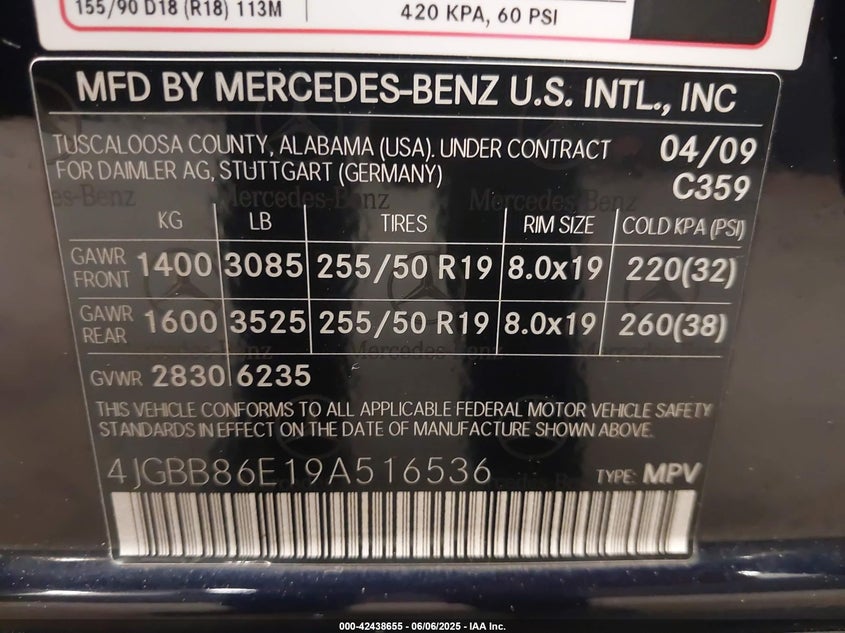 155/90 D18 (R18) 113M
420 KPA, 60 PSI
MFD BY MERCEDES-BENZ U.S. INTL., INC
TUSCALOOSA COUNTY, ALABAMA (USA). UNDER CONTRACT 04/09
FOR DAIMLER AG, STUTTGART (GERMANY) C359
KG LB TIRES RIM SIZE COLD KPA (PSI)
GAWR FRONT 1400 3085 255/50 R19 8.0x19 220(32)
GAWR REAR 1600 3525 255/50 R19 8.0x19 260(38)
GVWR 2830 6235
THIS VEHICLE CONFORMS TO ALL APPLICABLE FEDERAL MOTOR VEHICLE SAFETY
STANDARDS IN EFFECT ON THE DATE OF MANUFACTURE SHOWN ABOVE.
4JGBB86E19A516536 TYPE: MPV
000-42438655 - 06/06/2025 - IAA Inc.